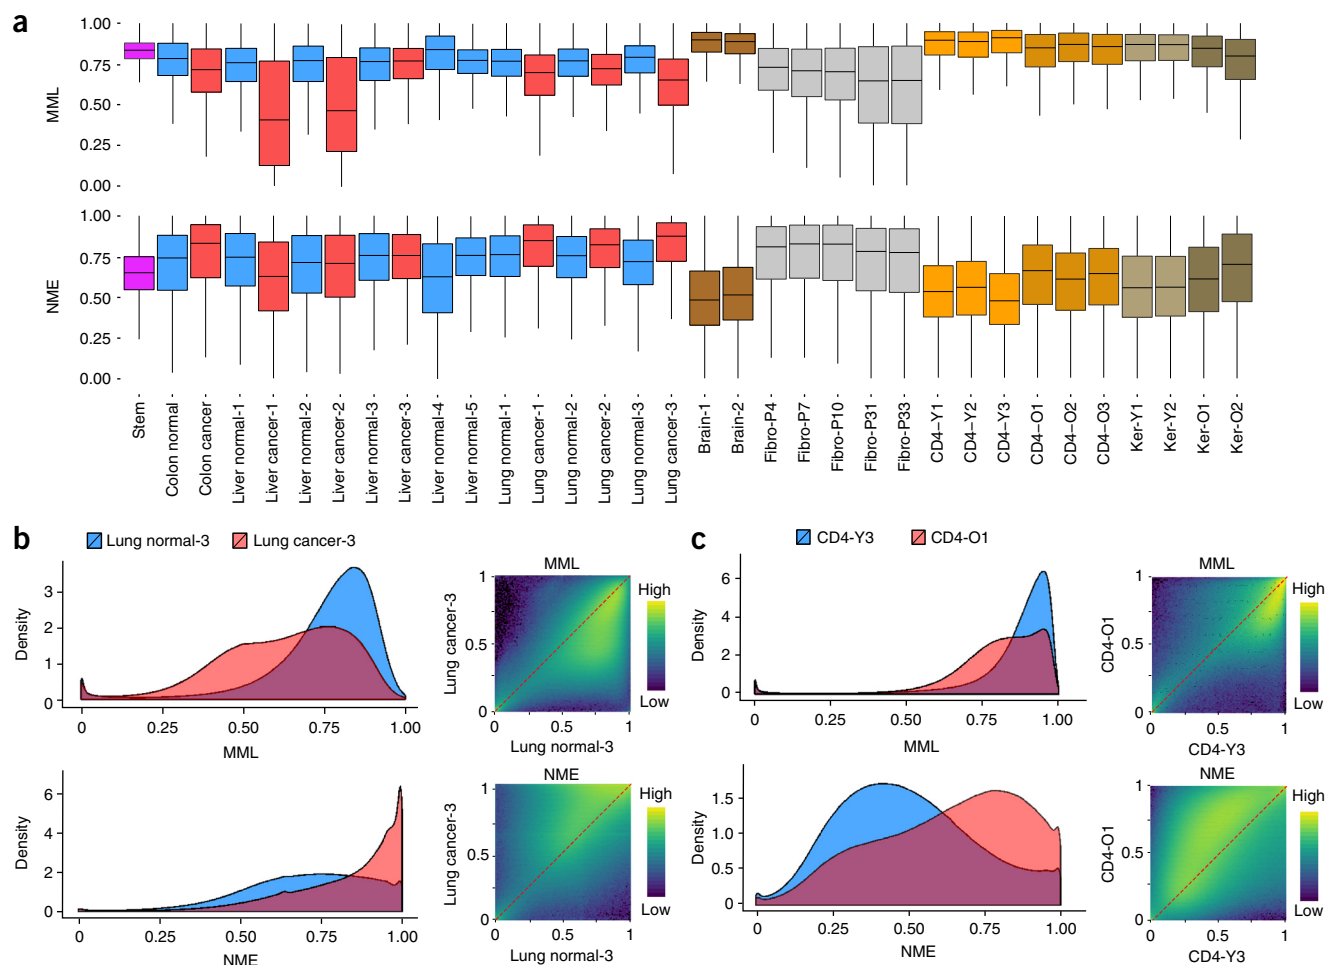 a
1.00
0.75
0.50
0.25
0.00
MML
1.00
0.75
0.50
0.25
0.00
NME
Stem
Colon normal
Colon cancer
Liver normal-1
Liver cancer-1
Liver normal-2
Liver cancer-2
Liver normal-3
Liver cancer-3
Liver normal-4
Liver normal-5
Lung normal-1
Lung cancer-1
Lung normal-2
Lung cancer-2
Lung normal-3
Lung cancer-3
Brain-1
Brain-2
Fibro-P4
Fibro-P7
Fibro-P10
Fibro-P31
Fibro-P33
CD4–Y1
CD4–Y2
CD4–Y3
CD4–O1
CD4–O2
CD4–O3
Ker-Y1
Ker-Y2
Ker-O1
Ker-O2
b
Lung normal-3
Lung cancer-3
3
2
1
0
Density
0
0.25
0.50
0.75
1.00
MML
MML
1
0.5
0
Lung cancer-3
0
0.5
1
Lung normal-3
High
Low
6
4
2
0
Density
0
0.25
0.50
0.75
1.00
NME
NME
1
0.5
0
Lung cancer-3
0
0.5
1
Lung normal-3
High
Low
c
CD4-Y3
CD4-O1
6
4
2
0
Density
0
0.25
0.50
0.75
1.00
MML
MML
1
0.5
0
CD4-O1
0
0.5
1
CD4-Y3
High
Low
1.5
1.0
0.5
0
Density
0
0.25
0.50
0.75
1.00
NME
NME
1
0.5
0
CD4-O1
0
0.5
1
CD4-Y3
High
Low